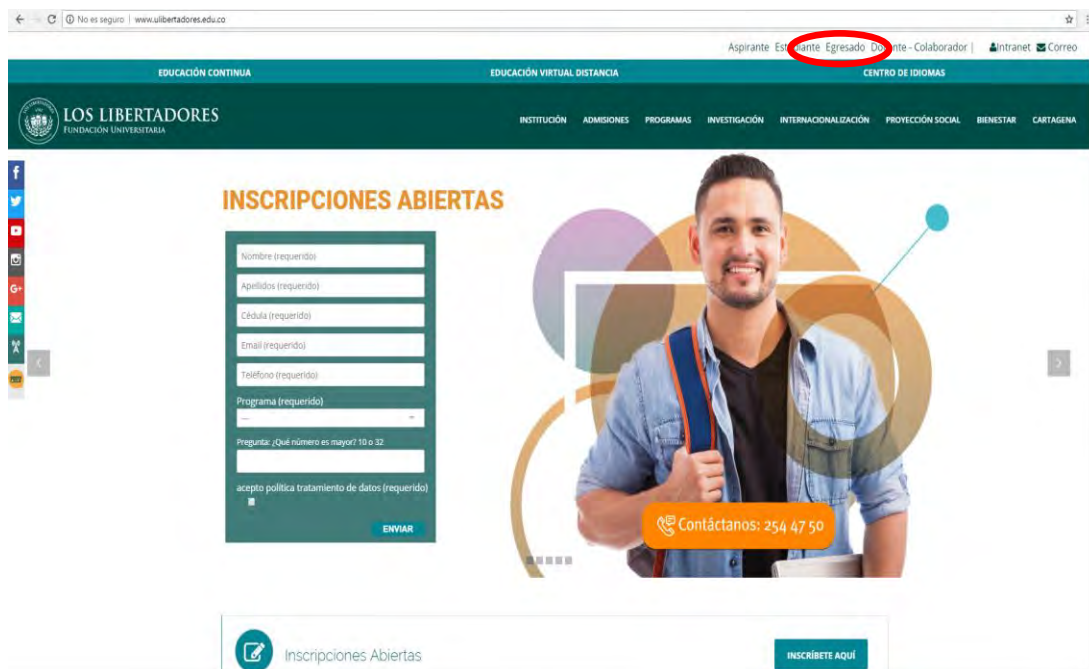 No es seguro | www.ulibertadores.edu.co
Aspirante Estudiante Egresado Docente - Colaborador | Intranet Correo
EDUCACIÓN CONTINUA EDUCACIÓN VIRTUAL DISTANCIA CENTRO DE IDIOMAS
LOS LIBERTADORES
FUNDACIÓN UNIVERSITARIA
INSTITUCIÓN ADMISIONES PROGRAMAS INVESTIGACIÓN INTERNACIONALIZACIÓN PROYECCIÓN SOCIAL BIENESTAR CARTAGENA
INSCRIPCIONES ABIERTAS
Nombre (requerido)
Apellidos (requerido)
Cédula (requerido)
Email (requerido)
Teléfono (requerido)
Programa (requerido)
---
Pregunta: ¿Qué número es mayor? 10 o 32
acepto política tratamiento de datos (requerido)
ENVIAR
Contáctanos: 254 47 50
Inscripciones Abiertas
INSCRÍBETE AQUÍ